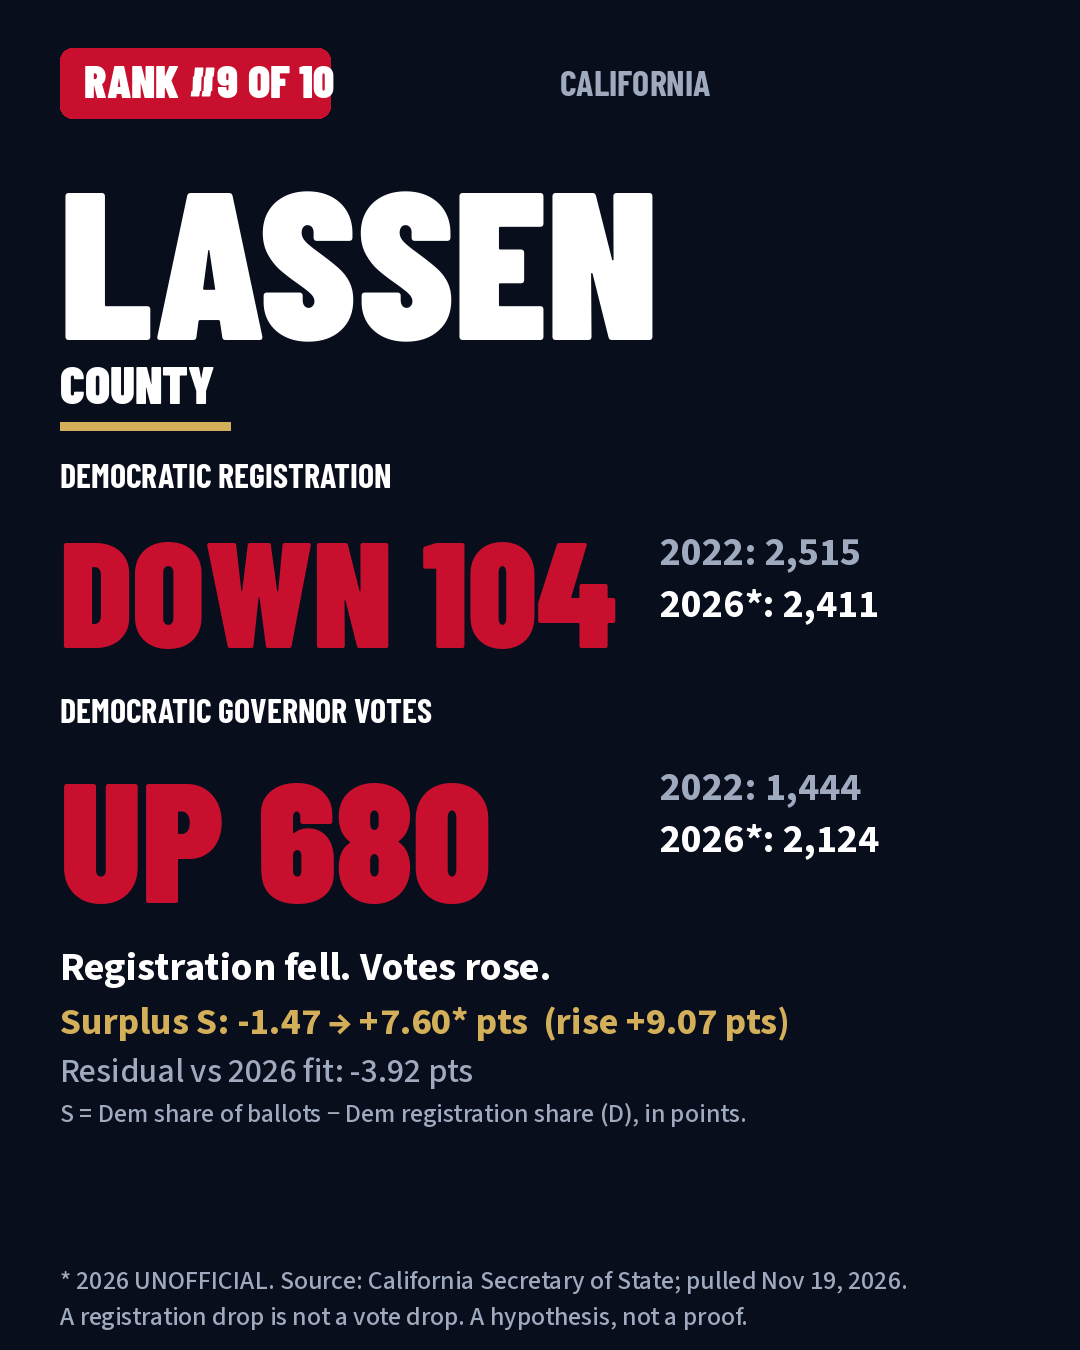 RANK #9 OF 10
CALIFORNIA
LASSEN
COUNTY
DEMOCRATIC REGISTRATION
DOWN 104
2022: 2,515
2026*: 2,411
DEMOCRATIC GOVERNOR VOTES
UP 680
2022: 1,444
2026*: 2,124
Registration fell. Votes rose.
Surplus S: -1.47 → +7.60* pts (rise +9.07 pts)
Residual vs 2026 fit: -3.92 pts
S = Dem share of ballots − Dem registration share (D), in points.
* 2026 UNOFFICIAL. Source: California Secretary of State; pulled Nov 19, 2026.
A registration drop is not a vote drop. A hypothesis, not a proof.